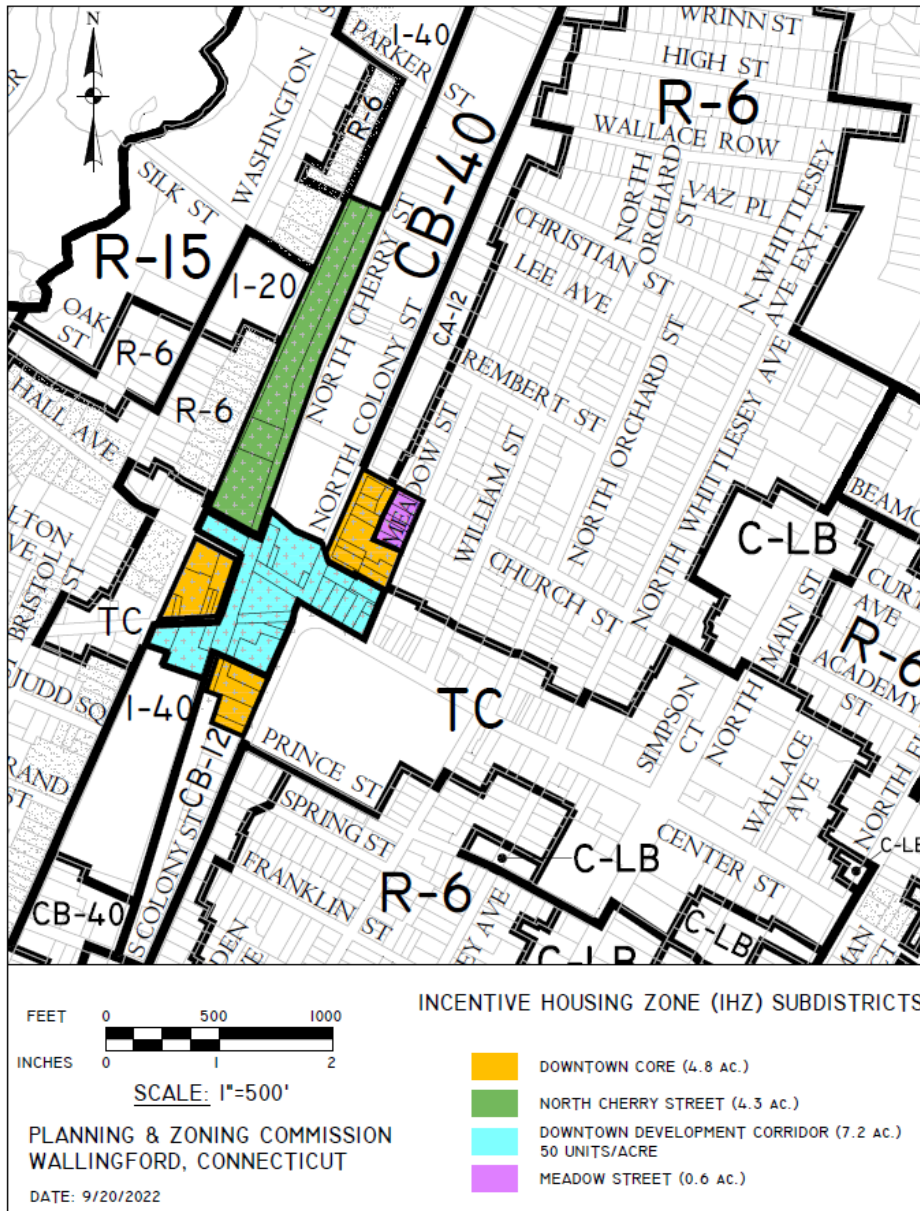 N
I-40
PARKER ST
WRINN ST
HIGH ST
R-6
WALLACE ROW
WASHINGTON
R-6
CB-40
NORTH ORCHARD ST
VAZ PL
N. WHITTLESEY AVE EXT.
SILK ST
R-15
I-20
NORTH CHERRY ST
CHRISTIAN ST
LEE AVE
OAK ST
R-6
NORTH COLONY ST
CA-12
REMBERT ST
NORTH ORCHARD ST
HALL AVE
R-6
MEADOW ST
WILLIAM ST
NORTH WHITTLESEY AVE
C-LB
CHURCH ST
BRISTOL ST
TC
JUDD SQ
I-40
CB-12
TC
SIMPSON CT
NORTH MAIN ST
R-6
ACADEMY ST
PRINCE ST
WALLACE AVE
SPRING ST
CENTER ST
FRANKLIN ST
R-6
C-LB
CB-40
S COLONY ST
C-LB
C-LB
FEET 0 500 1000
INCHES 0 1 2
SCALE: 1"=500'
PLANNING & ZONING COMMISSION
WALLINGFORD, CONNECTICUT
DATE: 9/20/2022
INCENTIVE HOUSING ZONE (IHZ) SUBDISTRICTS
DOWNTOWN CORE (4.8 AC.)
NORTH CHERRY STREET (4.3 AC.)
DOWNTOWN DEVELOPMENT CORRIDOR (7.2 AC.)
50 UNITS/ACRE
MEADOW STREET (0.6 AC.)